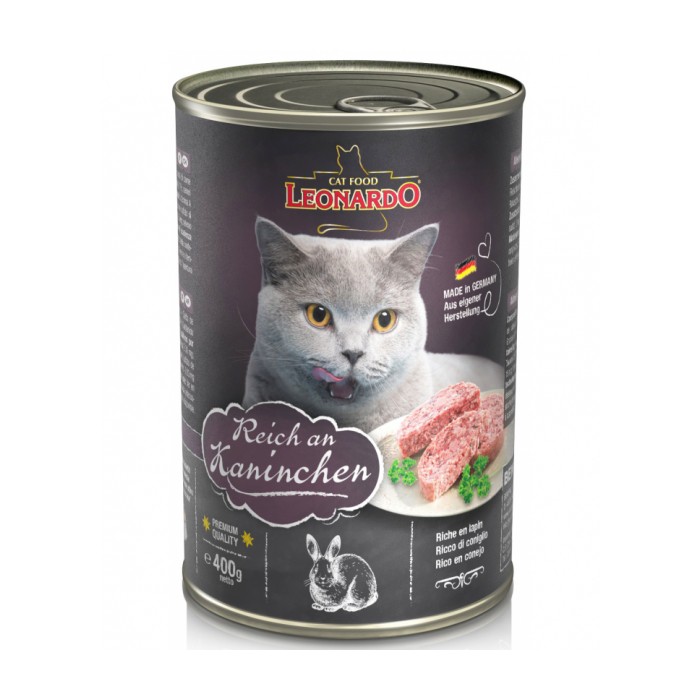 CAT FOOD
LEONARDO®
MADE in GERMANY
Aus eigener
Herstellung
Reich an
Kaninchen
PREMIUM
QUALITY
℮ 400g
netto
Riche en lapin
Ricco di coniglio
Rico en conejo